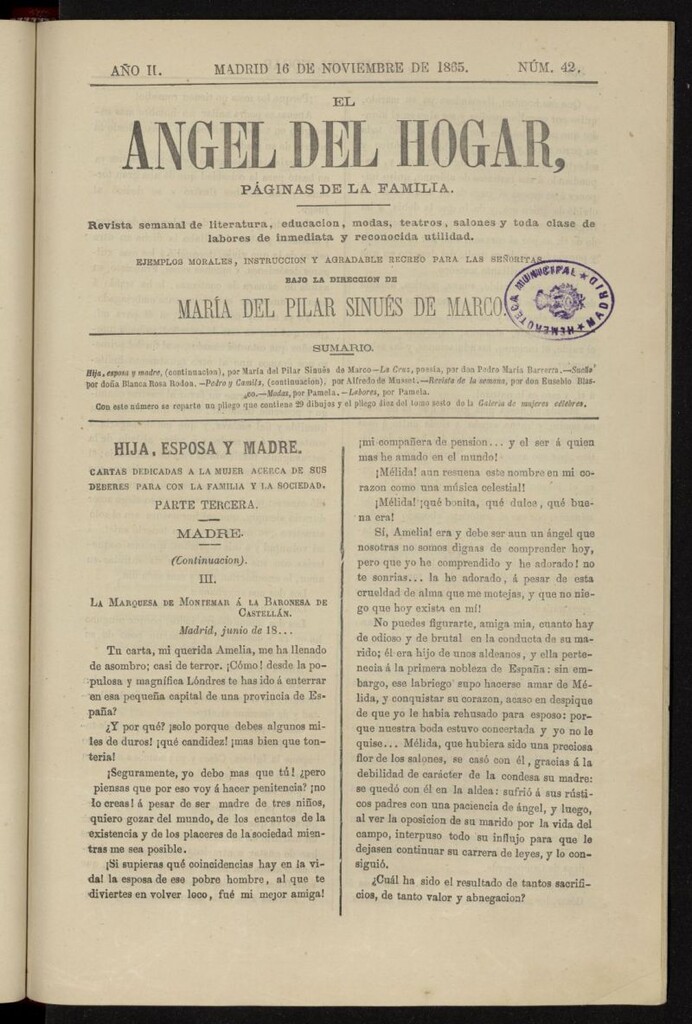 AÑO II. MADRID 16 DE NOVIEMBRE DE 1865. NÚM. 42.
EL
ANGEL DEL HOGAR,
PÁGINAS DE LA FAMILIA.
Revista semanal de literatura, educacion, modas, teatros, salones y toda clase de
labores de inmediata y reconocida utilidad.
EJEMPLOS MORALES, INSTRUCCION Y AGRADABLE RECREO PARA LAS SEÑORITAS
BAJO LA DIRECCION DE
MARÍA DEL PILAR SINUÉS DE MARCO.
HEMEROTECA MUNICIPAL ★ MADRID ★
SUMARIO.
Hija, esposa y madre, (continuacion), por María del Pilar Sinués de Marco—La Cruz, poesía, por don Pedro María Barrera.—Sueño
por doña Blanca Rosa Rodon.—Pedro y Camila, (continuacion), por Alfredo de Musset.—Revista de la semana, por don Eusebio Blas-
co.—Modas, por Pamela.—Labores, por Pamela.
Con este número se reparte un pliego que contiene 29 dibujos y el pliego diez del tomo sesto de la Galería de mujeres célebres.
HIJA, ESPOSA Y MADRE.
CARTAS DEDICADAS A LA MUJER ACERCA DE SUS
DEBERES PARA CON LA FAMILIA Y LA SOCIEDAD.
PARTE TERCERA.
MADRE.
(Continuacion).
III.
LA MARQUESA DE MONTEMAR Á LA BARONESA DE
CASTELLÁN.
Madrid, junio de 18...
Tu carta, mi querida Amelia, me ha llenado
de asombro; casi de terror. ¡Cómo! desde la po-
pulosa y magnífica Lóndres te has ido á enterrar
en esa pequeña capital de una provincia de Es-
paña?
¿Y por qué? ¡solo porque debes algunos mi-
les de duros! ¡qué candidez! ¡mas bien que ton-
teria!
¡Seguramente, yo debo mas que tú! ¿pero
piensas que por eso voy á hacer penitencia? ¡no
lo creas! á pesar de ser madre de tres niños,
quiero gozar del mundo, de los encantos de la
existencia y de los placeres de la sociedad mien-
tras me sea posible.
¡Si supieras qué coincidencias hay en la vi-
da! la esposa de ese pobre hombre, al que te
diviertes en volver loco, fué mi mejor amiga!
¡mi compañera de pension... y el ser á quien
mas he amado en el mundo!
¡Mélida! aun resuena este nombre en mi co-
razon como una música celestial!
¡Mélida! ¡qué bonita, qué dulce, qué bue-
na era!
Sí, Amelia! era y debe ser aun un ángel que
nosotras no somos dignas de comprender hoy,
pero que yo he comprendido y he adorado! no
te sonrias... la he adorado, á pesar de esta
crueldad de alma que me motejas, y que no nie-
go que hoy exista en mí!
No puedes figurarte, amiga mia, cuanto hay
de odioso y de brutal en la conducta de su ma-
rido; él era hijo de unos aldeanos, y ella perte-
necia á la primera nobleza de España: sin em-
bargo, ese labriego supo hacerse amar de Mé-
lida, y conquistar su corazon, acaso en despique
de que yo le habia rehusado para esposo; por-
que nuestra boda estuvo concertada y yo no le
quise... Mélida, que hubiera sido una preciosa
flor de los salones, se casó con él, gracias á la
debilidad de carácter de la condesa su madre:
se quedó con él en la aldea: sufrió á sus rústi-
cos padres con una paciencia de ángel, y luego,
al ver la oposicion de su marido por la vida del
campo, interpuso todo su influjo para que le
dejasen continuar su carrera de leyes, y lo con-
siguió.
¿Cuál ha sido el resultado de tantos sacrifi-
cios, de tanto valor y abnegacion?